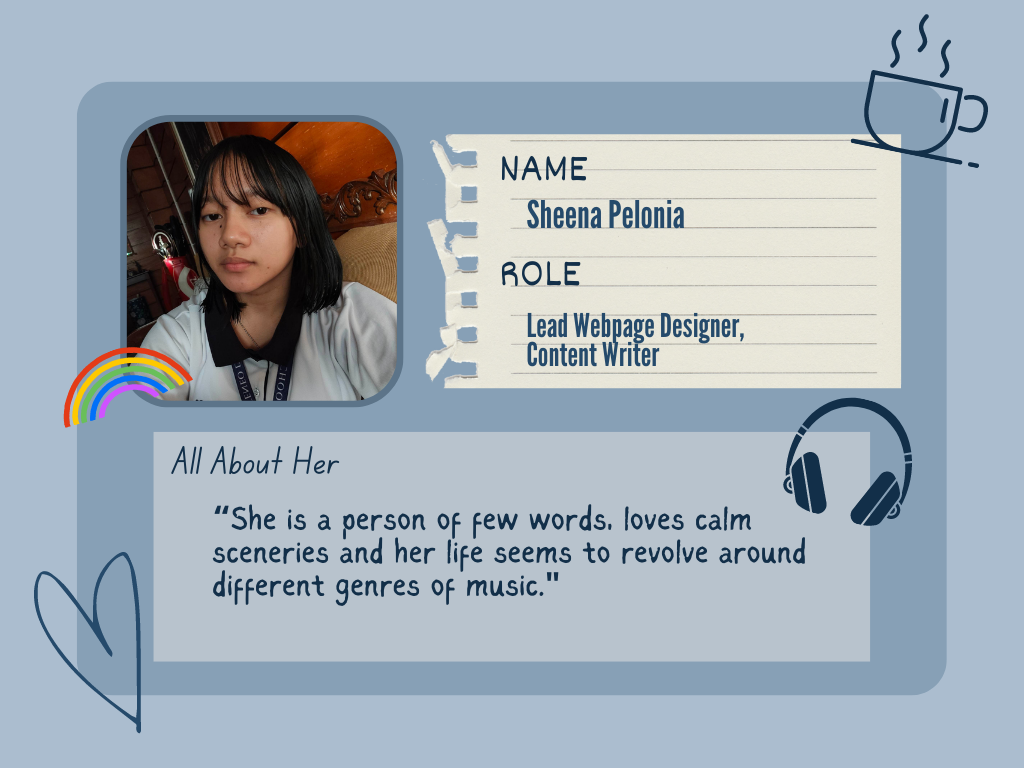 NAME
Sheena Pelonia
ROLE
Lead Webpage Designer,
Content Writer
All About Her
“She is a person of few words, loves calm
sceneries and her life seems to revolve around
different genres of music."